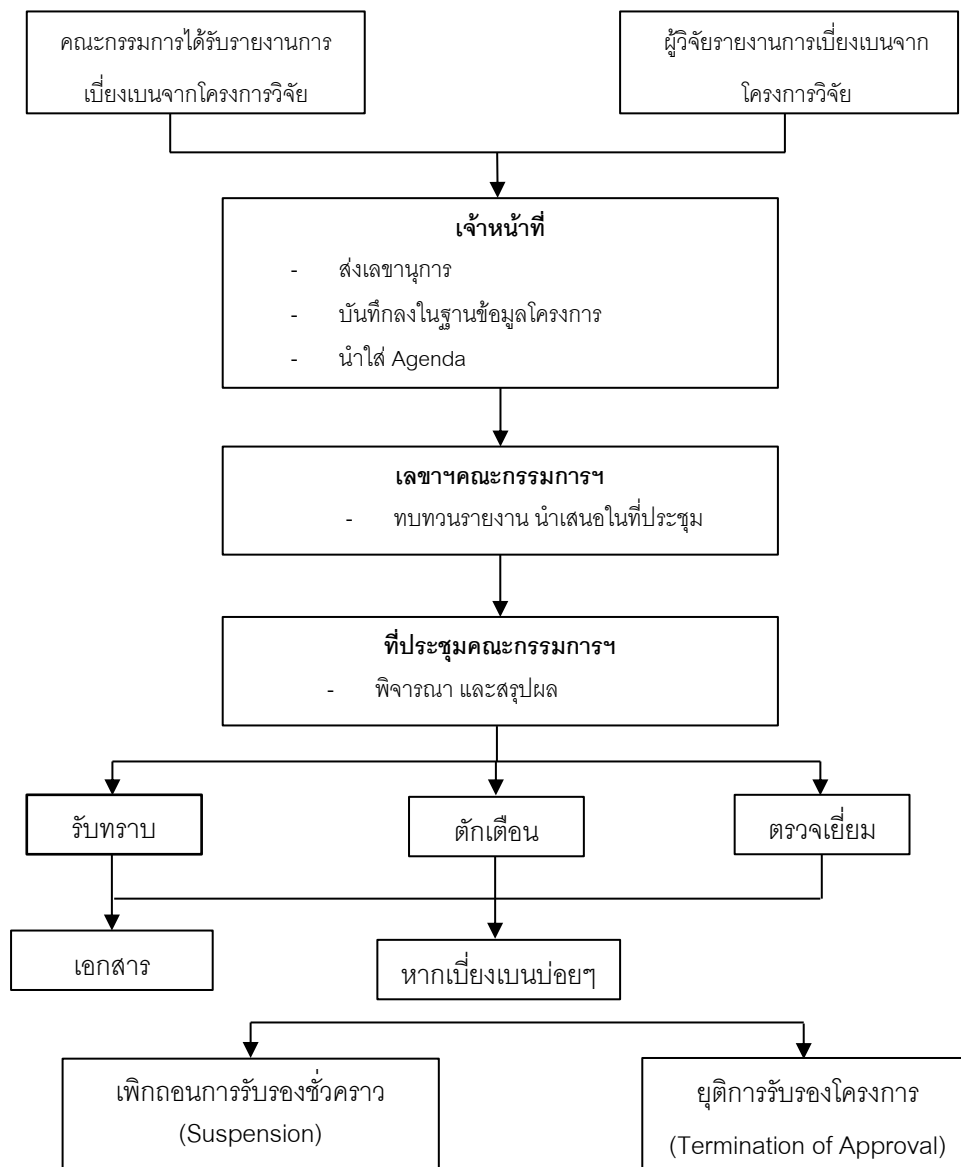 คณะกรรมการได้รับรายงานการ
เบี่ยงเบนจากโครงการวิจัย
ผู้วิจัยรายงานการเบี่ยงเบนจาก
โครงการวิจัย
เจ้าหน้าที่
- ส่งเลขานุการ
- บันทึกลงในฐานข้อมูลโครงการ
- นำใส่ Agenda
เลขาฯคณะกรรมการฯ
- ทบทวนรายงาน นำเสนอในที่ประชุม
ที่ประชุมคณะกรรมการฯ
- พิจารณา และสรุปผล
รับทราบ
ตักเตือน
ตรวจเยี่ยม
เอกสาร
หากเบี่ยงเบนบ่อยๆ
เพิกถอนการรับรองชั่วคราว
(Suspension)
ยุติการรับรองโครงการ
(Termination of Approval)